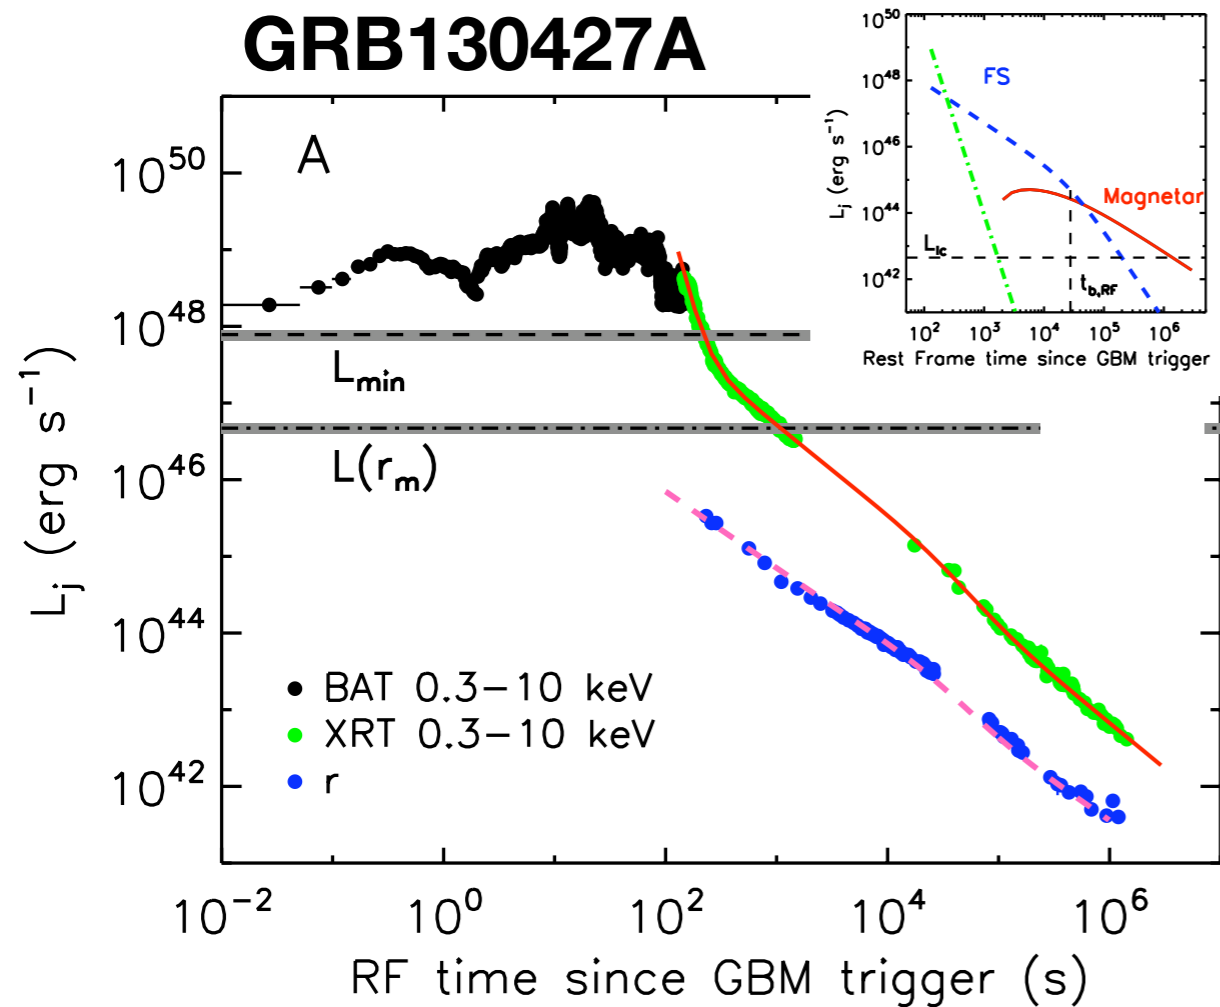 GRB130427A
A
10^50
10^48
10^46
10^44
10^42
L_j (erg s^−1)
L_min
L(r_m)
BAT 0.3−10 keV
XRT 0.3−10 keV
r
10^−2
10^0
10^2
10^4
10^6
RF time since GBM trigger (s)
10^50
10^48
10^46
10^44
10^42
L_j (erg s^−1)
FS
Magnetar
L_lc
t_b,RF
10^2
10^3
10^4
10^5
10^6
Rest Frame time since GBM trigger